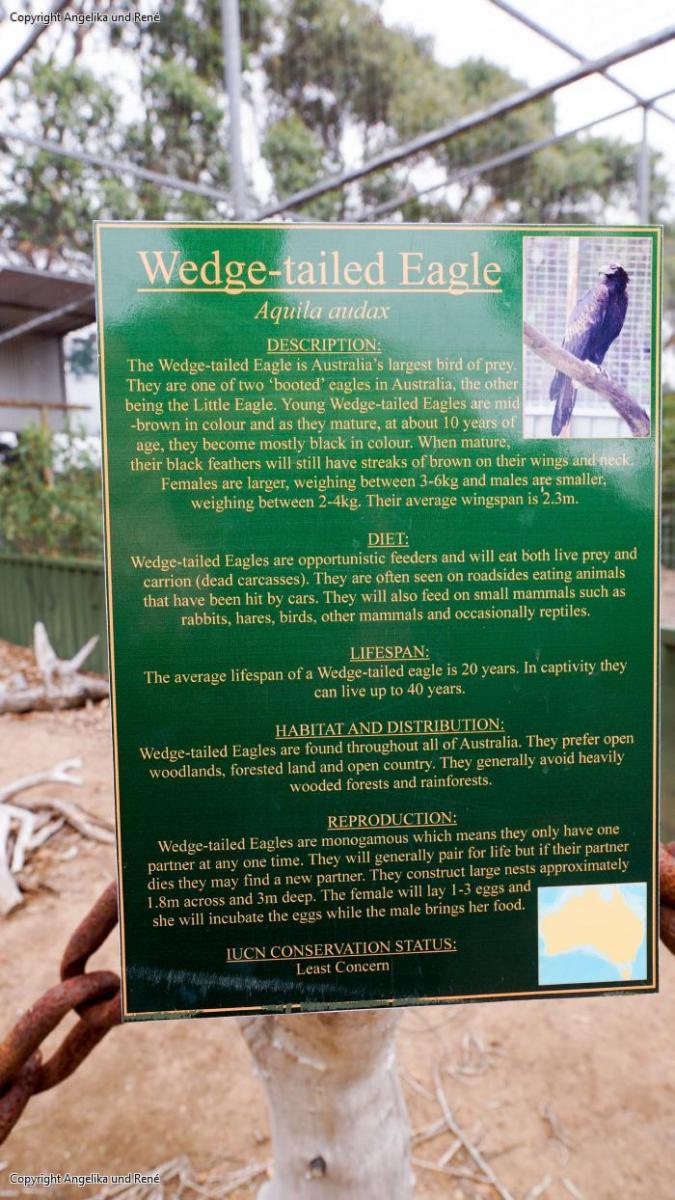 Copyright Angelika und René
Wedge-tailed Eagle
Aquila audax
DESCRIPTION:
The Wedge-tailed Eagle is Australia's largest bird of prey.
They are one of two 'booted' eagles in Australia, the other
being the Little Eagle. Young Wedge-tailed Eagles are mid
-brown in colour and as they mature, at about 10 years of
age, they become mostly black in colour. When mature,
their black feathers will still have streaks of brown on their wings and neck.
Females are larger, weighing between 3-6kg and males are smaller,
weighing between 2-4kg. Their average wingspan is 2.3m.
DIET:
Wedge-tailed Eagles are opportunistic feeders and will eat both live prey and
carrion (dead carcasses). They are often seen on roadsides eating animals
that have been hit by cars. They will also feed on small mammals such as
rabbits, hares, birds, other mammals and occasionally reptiles.
LIFESPAN:
The average lifespan of a Wedge-tailed eagle is 20 years. In captivity they
can live up to 40 years.
HABITAT AND DISTRIBUTION:
Wedge-tailed Eagles are found throughout all of Australia. They prefer open
woodlands, forested land and open country. They generally avoid heavily
wooded forests and rainforests.
REPRODUCTION:
Wedge-tailed Eagles are monogamous which means they only have one
partner at any one time. They will generally pair for life but if their partner
dies they may find a new partner. They construct large nests approximately
1.8m across and 3m deep. The female will lay 1-3 eggs and
she will incubate the eggs while the male brings her food.
IUCN CONSERVATION STATUS:
Least Concern
Copyright Angelika und René